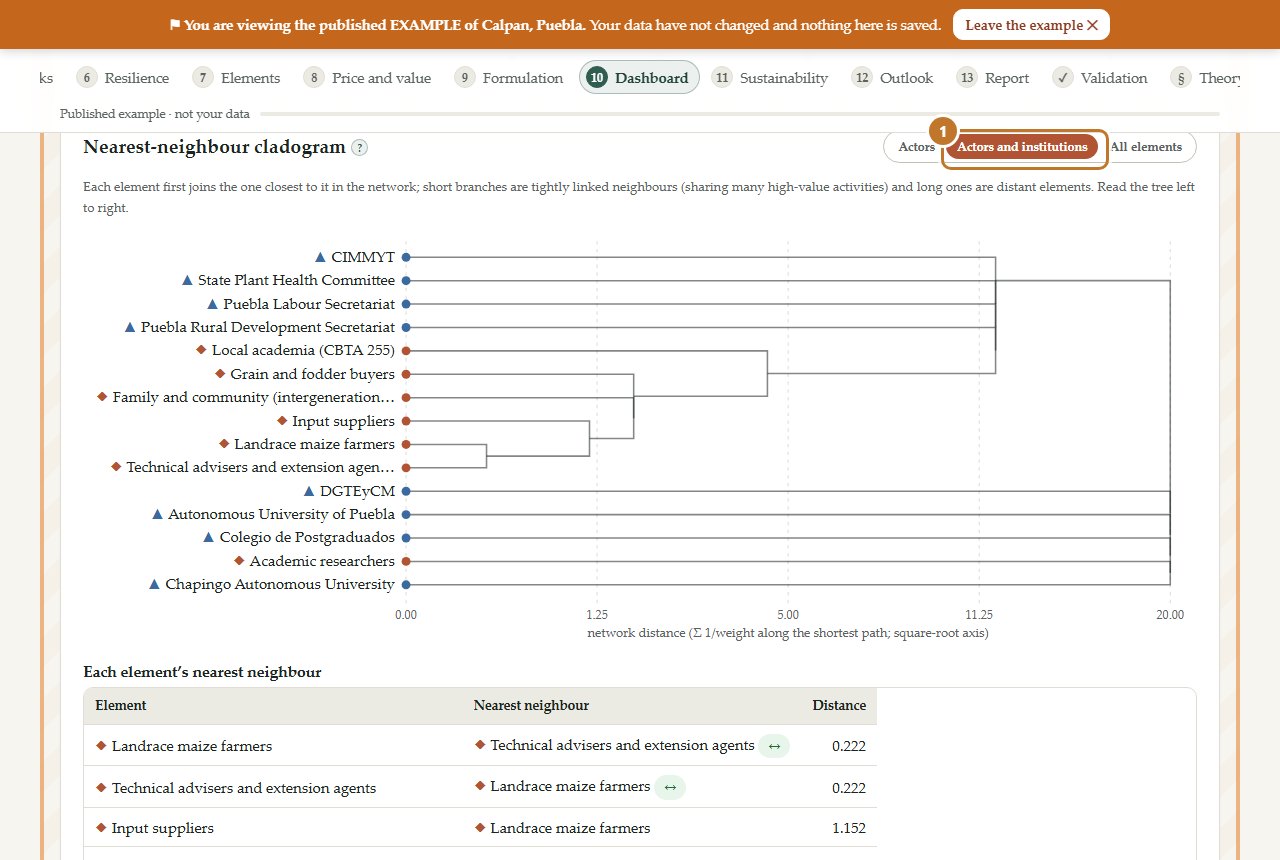 ⚑ You are viewing the published EXAMPLE of Calpan, Puebla. Your data have not changed and nothing here is saved. Leave the example ✕
ks 6 Resilience 7 Elements 8 Price and value 9 Formulation 10 Dashboard 11 Sustainability 12 Outlook 13 Report ✓ Validation § Theory
Published example · not your data
Nearest-neighbour cladogram ?
1
Actors Actors and institutions All elements
Each element first joins the one closest to it in the network; short branches are tightly linked neighbours (sharing many high-value activities) and long ones are distant elements. Read the tree left
to right.
▲ CIMMYT
▲ State Plant Health Committee
▲ Puebla Labour Secretariat
▲ Puebla Rural Development Secretariat
◆ Local academia (CBTA 255)
◆ Grain and fodder buyers
◆ Family and community (intergeneration…
◆ Input suppliers
◆ Landrace maize farmers
◆ Technical advisers and extension agen…
▲ DGTEyCM
▲ Autonomous University of Puebla
▲ Colegio de Postgraduados
◆ Academic researchers
▲ Chapingo Autonomous University
0.00 1.25 5.00 11.25 20.00
network distance (Σ 1/weight along the shortest path; square-root axis)
Each element's nearest neighbour
Element Nearest neighbour Distance
◆ Landrace maize farmers ◆ Technical advisers and extension agents ↔ 0.222
◆ Technical advisers and extension agents ◆ Landrace maize farmers ↔ 0.222
◆ Input suppliers ◆ Landrace maize farmers 1.152